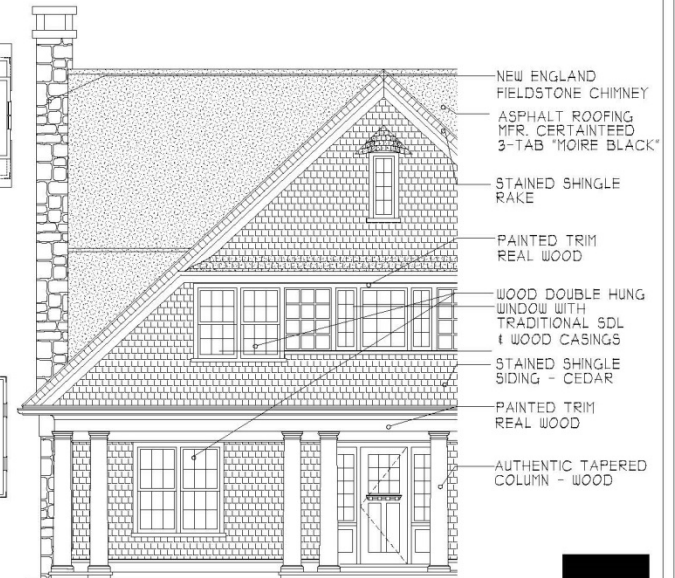 NEW ENGLAND
FIELDSTONE CHIMNEY
ASPHALT ROOFING
MFR. CERTAINTEED
3-TAB "MOIRE BLACK"
STAINED SHINGLE
RAKE
PAINTED TRIM
REAL WOOD
WOOD DOUBLE HUNG
WINDOW WITH
TRADITIONAL SDL
& WOOD CASINGS
STAINED SHINGLE
SIDING - CEDAR
PAINTED TRIM
REAL WOOD
AUTHENTIC TAPERED
COLUMN - WOOD